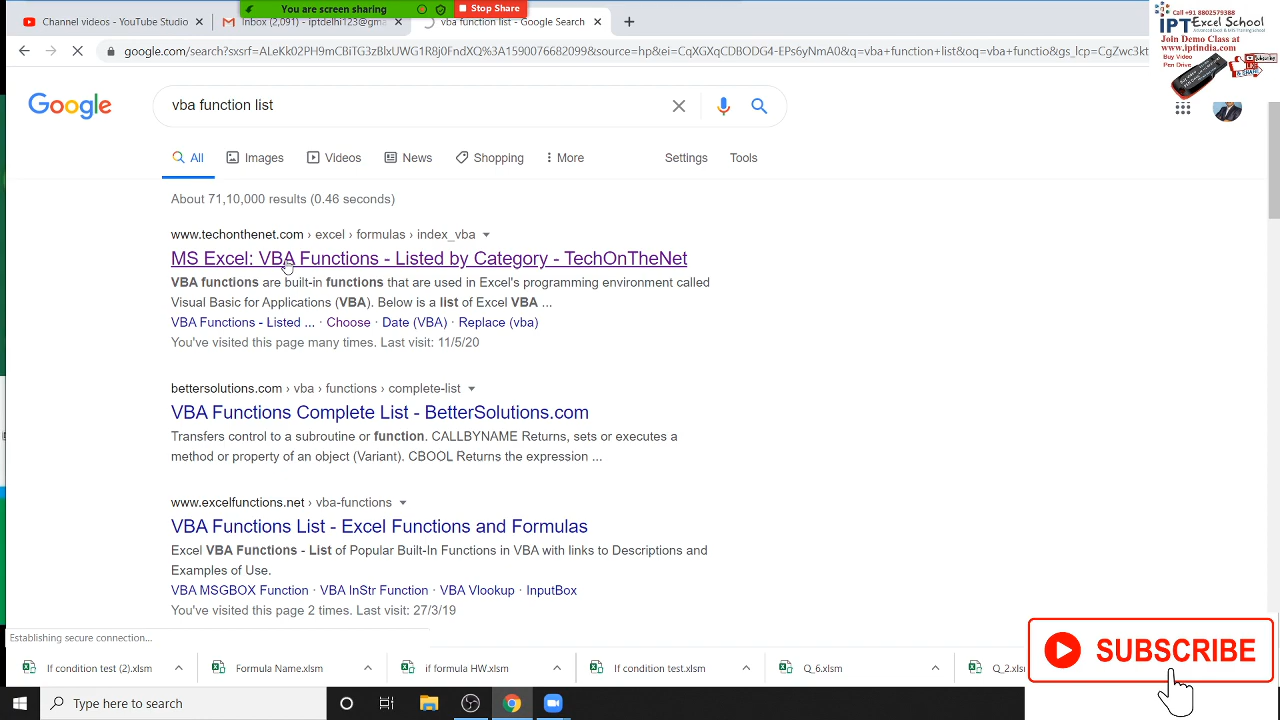 You are screen sharing
Stop Share
Channel videos - YouTube Studio
Inbox (2,091) - iptdelhi123@gma
vba function list - Google Search
google.com/search?
source=hp&ei=CqXGXqCDBODG4-EPs6yNmA0&q=vba+function+list&oq=vba+functio&gs_lcp=CgZwc3kt
Call +91 8802579388
IPT Excel School
Advanced Excel & MIS Training School
Join Demo Class at
www.iptindia.com
Buy Video
Pen Drive
Google
vba function list
All
Images
Videos
News
Shopping
More
Settings
Tools
About 71,10,000 results (0.46 seconds)
www.techonthenet.com › excel › formulas › index_vba
MS Excel: VBA Functions - Listed by Category - TechOnTheNet
VBA functions are built-in functions that are used in Excel's programming environment called
Visual Basic for Applications (VBA). Below is a list of Excel VBA ...
VBA Functions - Listed ... · Choose · Date (VBA) · Replace (vba)
You've visited this page many times. Last visit: 11/5/20
bettersolutions.com › vba › functions › complete-list
VBA Functions Complete List - BetterSolutions.com
Transfers control to a subroutine or function. CALLBYNAME Returns, sets or executes a
method or property of an object (Variant). CBOOL Returns the expression ...
www.excelfunctions.net › vba-functions
VBA Functions List - Excel Functions and Formulas
Excel VBA Functions - List of Popular Built-In Functions in VBA with links to Descriptions and
Examples of Use.
VBA MSGBOX Function · VBA InStr Function · VBA Vlookup · InputBox
You've visited this page 2 times. Last visit: 27/3/19
Establishing secure connection...
If condition test (2).xlsm
Formula Name.xlsm
if formula HW.xlsm
If condition test.xlsm
Q_6.xlsm
Q_2.xlsm
SUBSCRIBE
Type here to search